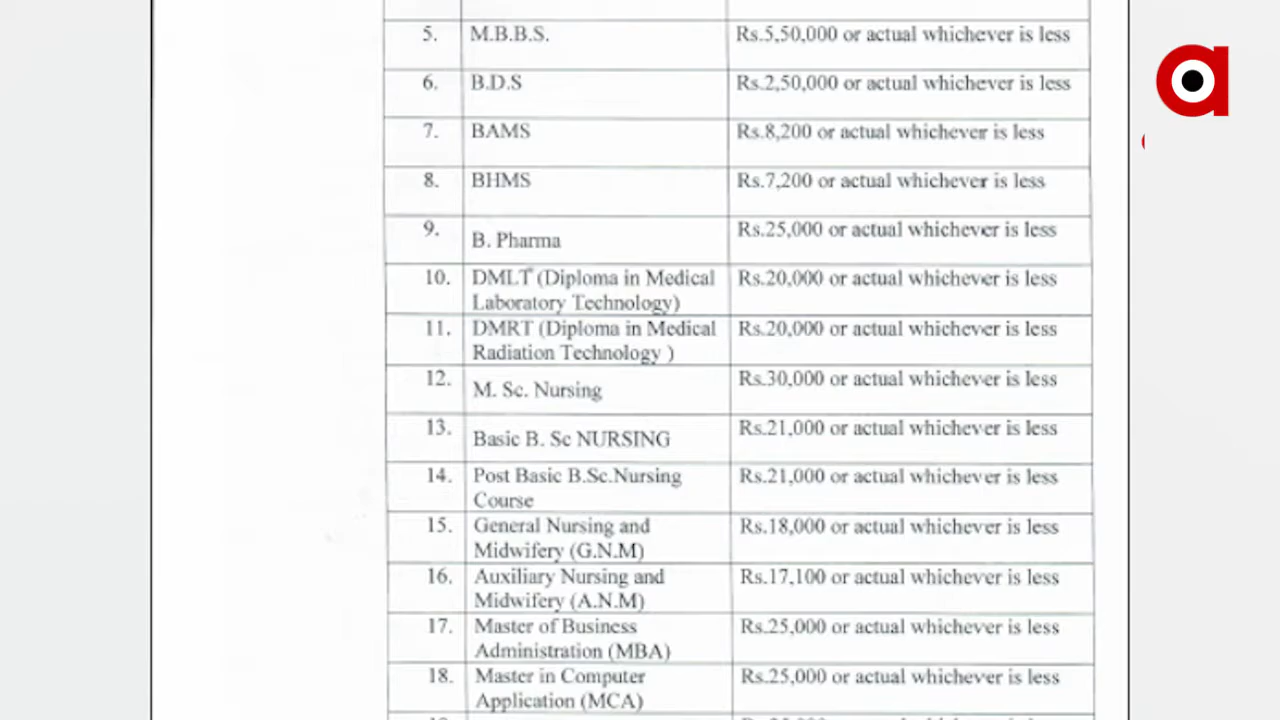 5. M.B.B.S. Rs.5,50,000 or actual whichever is less
6. B.D.S Rs.2,50,000 or actual whichever is less
7. BAMS Rs.8,200 or actual whichever is less
8. BHMS Rs.7,200 or actual whichever is less
9. B. Pharma Rs.25,000 or actual whichever is less
10. DMLT (Diploma in Medical Rs.20,000 or actual whichever is less
Laboratory Technology)
11. DMRT (Diploma in Medical Rs.20,000 or actual whichever is less
Radiation Technology )
12. M. Sc. Nursing Rs.30,000 or actual whichever is less
13. Basic B. Sc NURSING Rs.21,000 or actual whichever is less
14. Post Basic B.Sc.Nursing Rs.21,000 or actual whichever is less
Course
15. General Nursing and Rs.18,000 or actual whichever is less
Midwifery (G.N.M)
16. Auxiliary Nursing and Rs.17,100 or actual whichever is less
Midwifery (A.N.M)
17. Master of Business Rs.25,000 or actual whichever is less
Administration (MBA)
18. Master in Computer Rs.25,000 or actual whichever is less
Application (MCA)
a